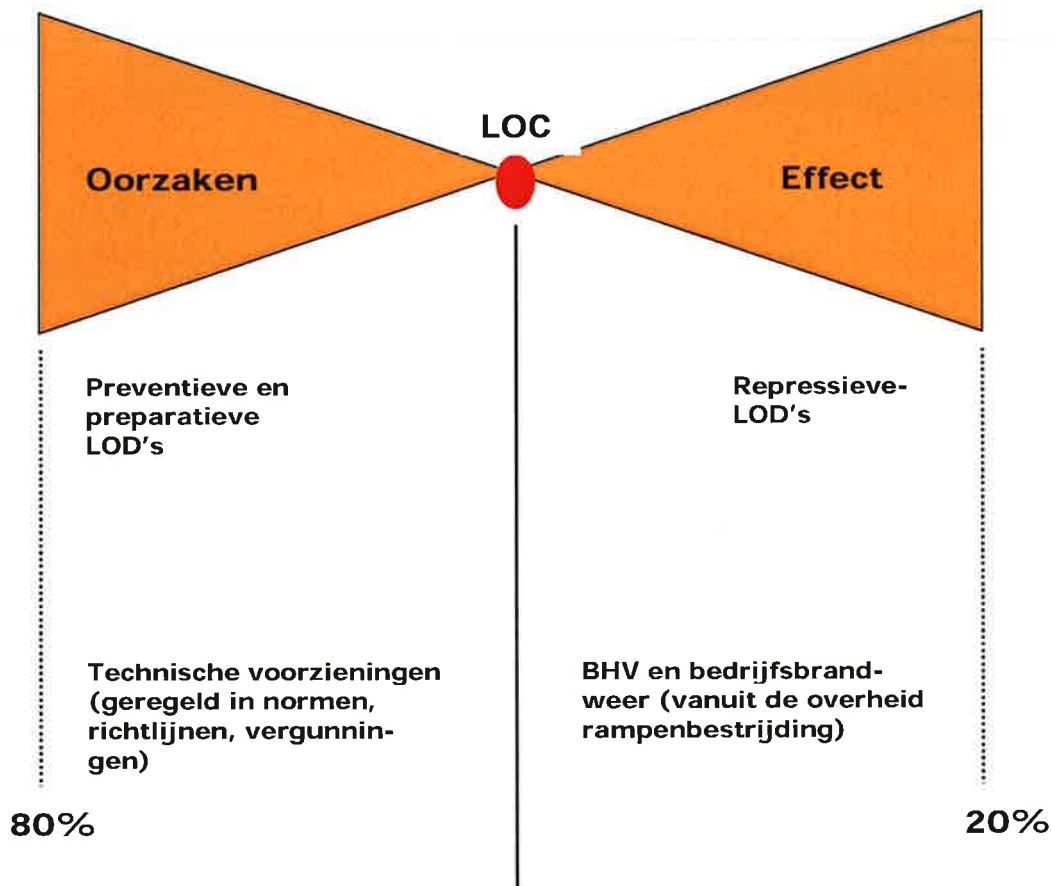 LOC
Oorzaken
Effect
Preventieve en
preparatieve
LOD's
Repressieve-
LOD's
Technische voorzieningen
(geregeld in normen,
richtlijnen, vergunnin-
gen)
BHV en bedrijfsbrand-
weer (vanuit de overheid
rampenbestrijding)
80%
20%